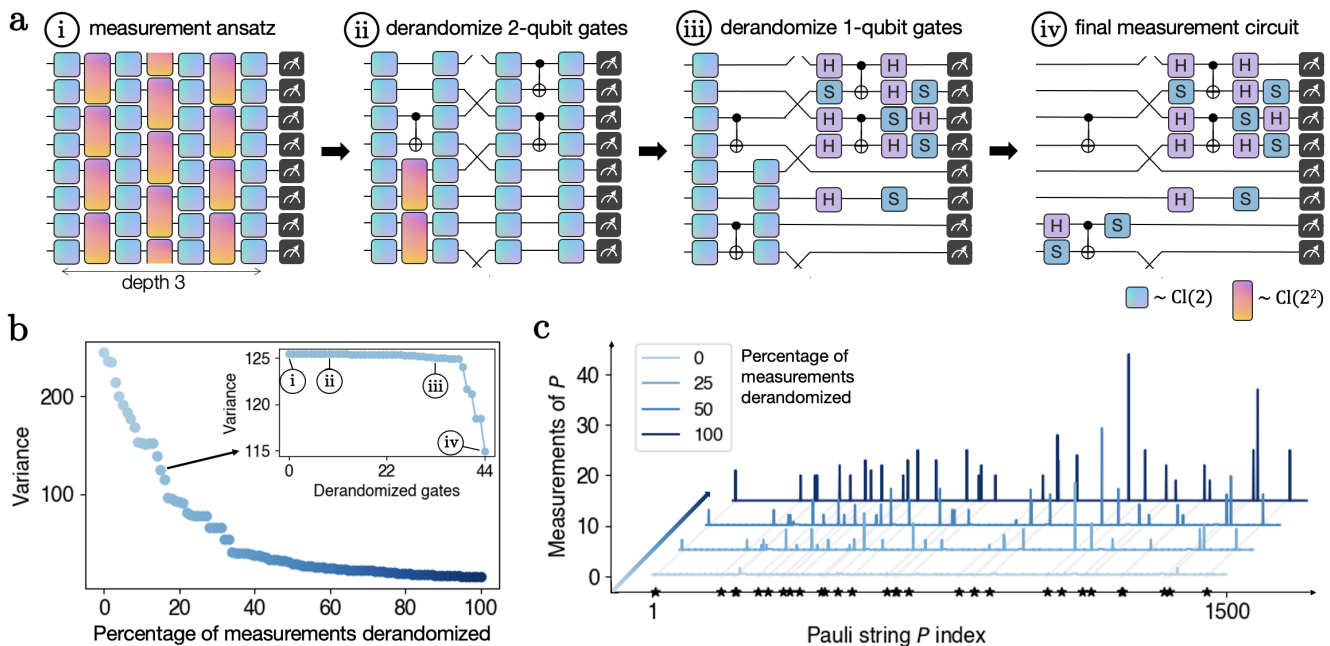 a
i measurement ansatz
ii derandomize 2-qubit gates
iii derandomize 1-qubit gates
iv final measurement circuit
depth 3
H H
S H S
H S H
H S
H S
H H
S H S
H S H
H S
H S
H S
S
~ Cl(2) ~ Cl(2²)
b
Variance
200
100
0 20 40 60 80 100
Percentage of measurements derandomized
Variance
125
120
115
i ii iii iv
0 22 44
Derandomized gates
c
Measurements of P
40
30
20
10
0
0
25
50
100
Percentage of
measurements
derandomized
1 1500
Pauli string P index